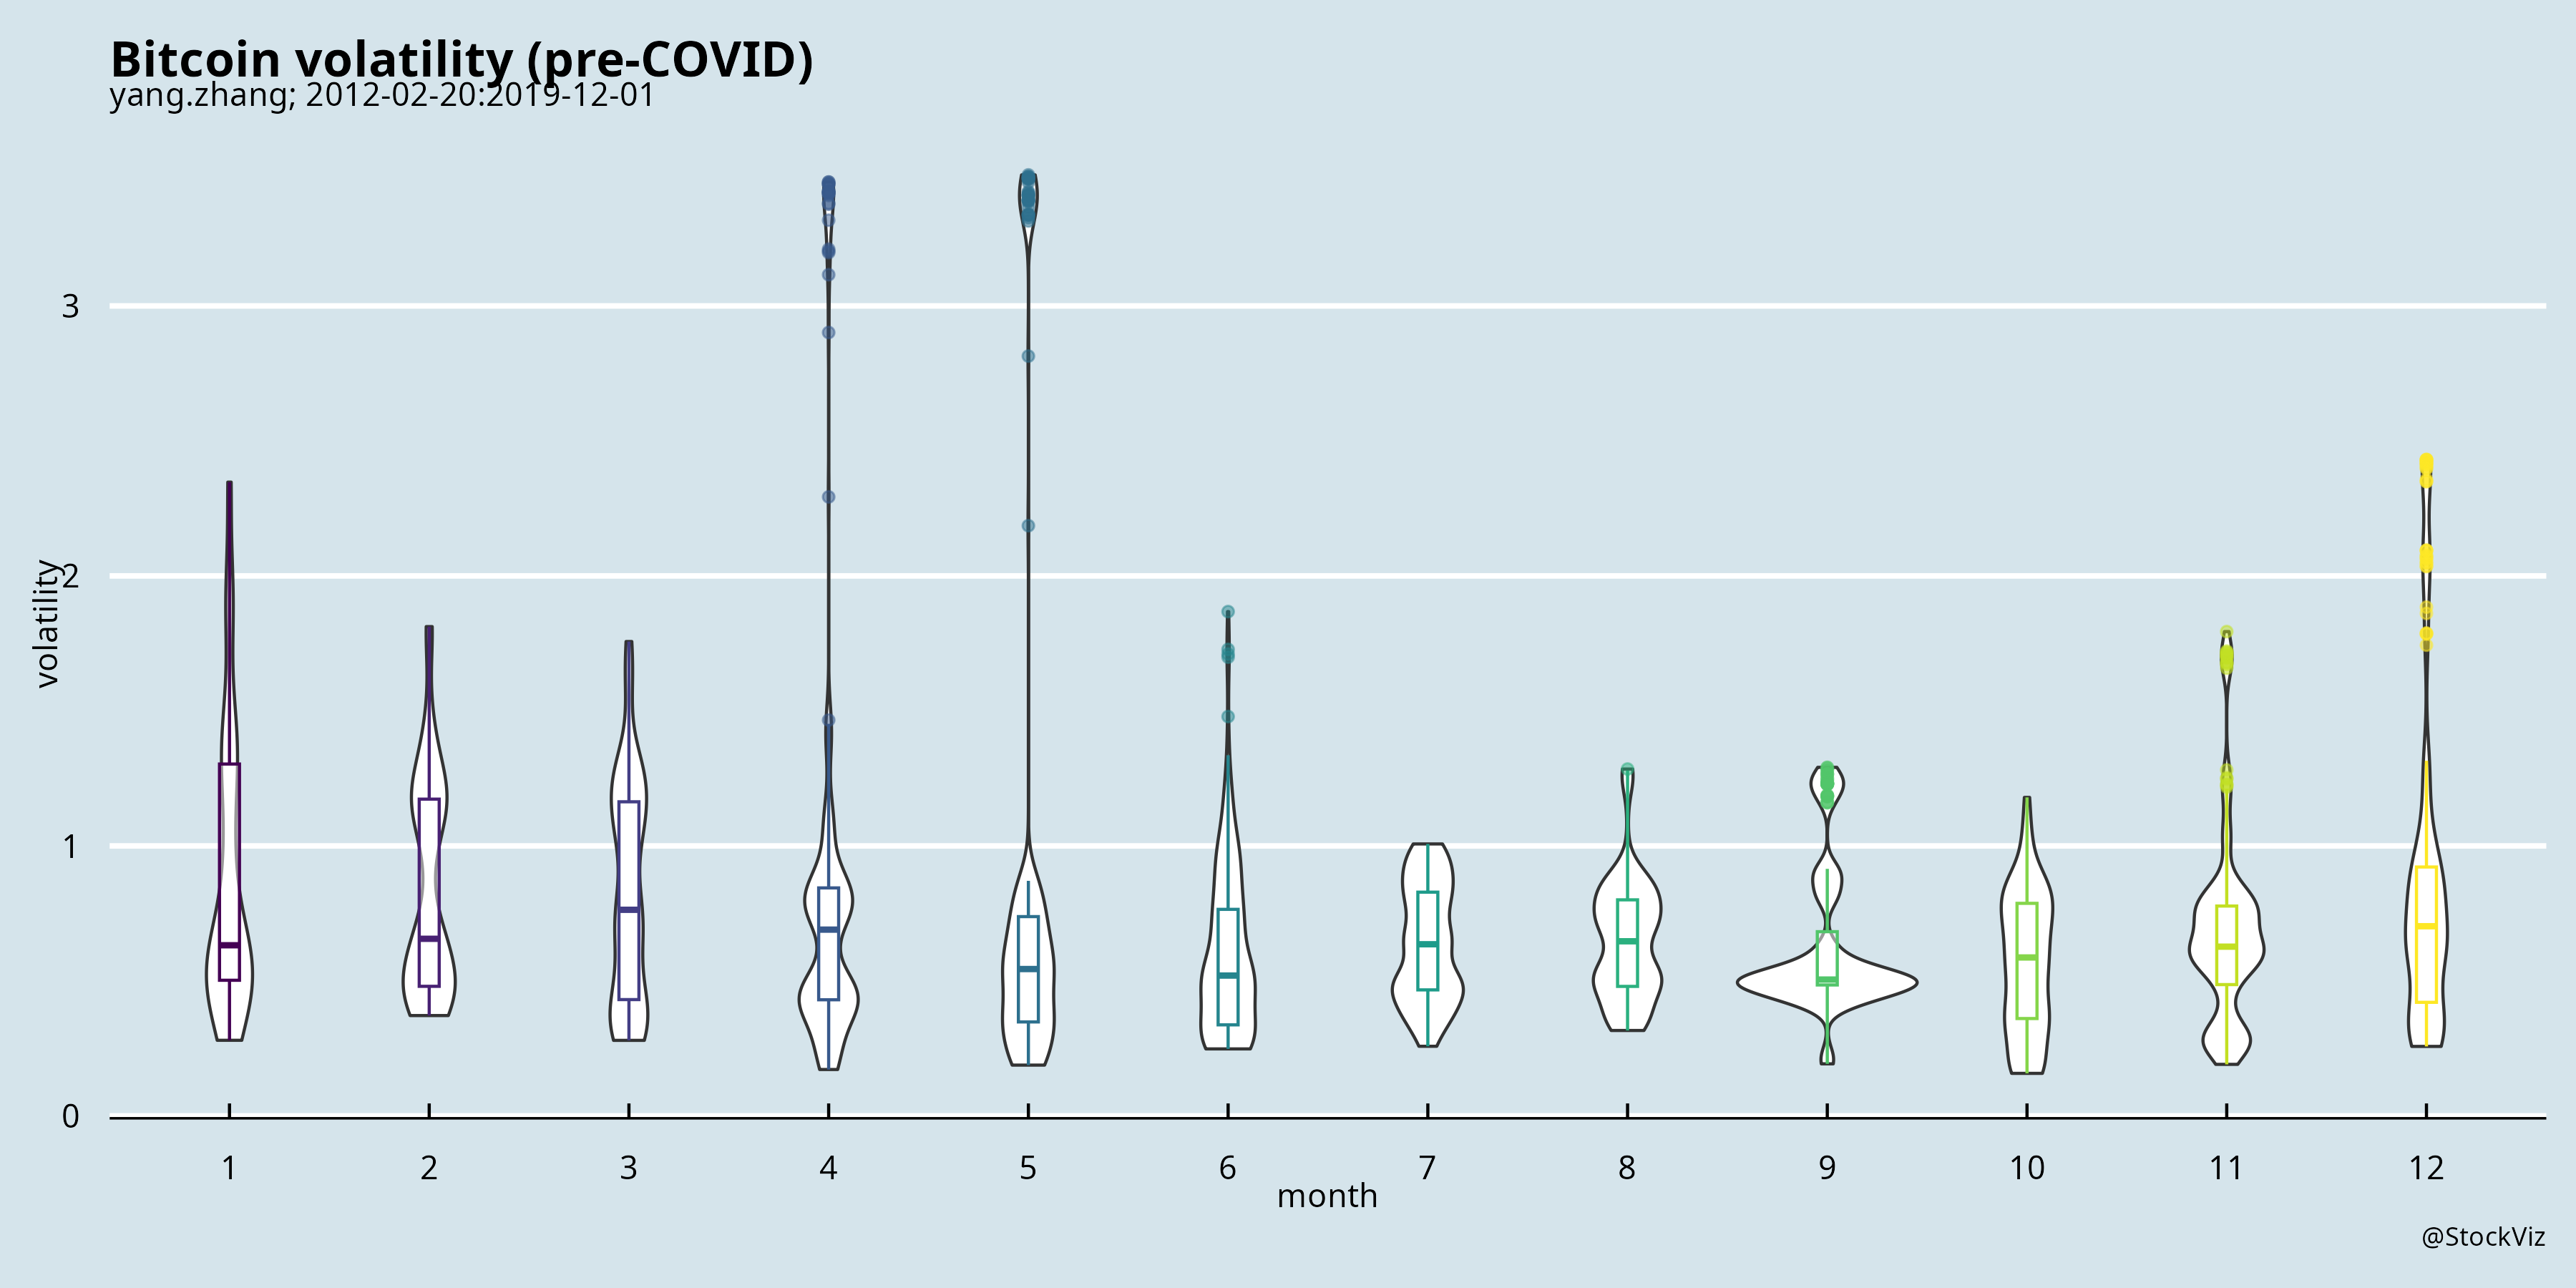 Bitcoin volatility (pre-COVID)
yang.zhang; 2012-02-20:2019-12-01
volatility
3
2
1
0
1 2 3 4 5 6 7 8 9 10 11 12
month
@StockViz